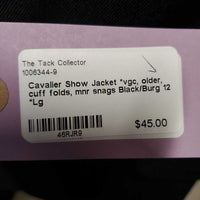 The Tack Collector
1006344-9
Cavalier Show Jacket *vgc, older,
cuff folds, mnr snags Black/Burg 12
*Lg
46RJR9
$45.00